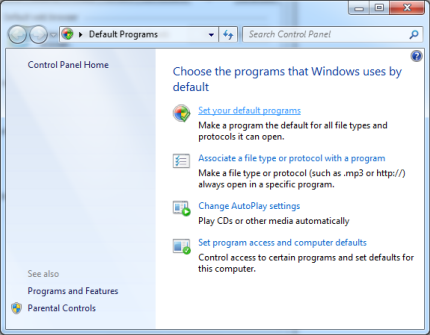 Default Programs
Search Control Panel
Control Panel Home
Choose the programs that Windows uses by
default
Set your default programs
Make a program the default for all file types and
protocols it can open.
Associate a file type or protocol with a program
Make a file type or protocol (such as .mp3 or http://)
always open in a specific program.
Change AutoPlay settings
Play CDs or other media automatically
Set program access and computer defaults
Control access to certain programs and set defaults for
this computer.
See also
Programs and Features
Parental Controls